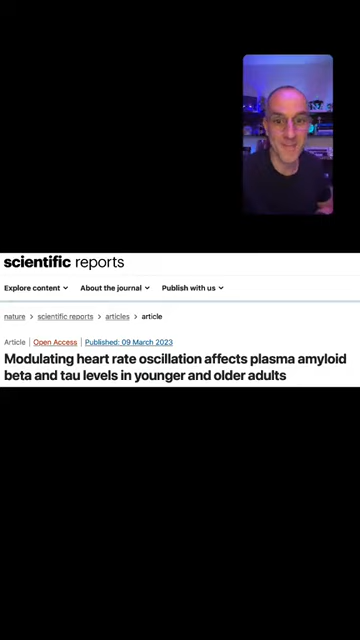 scientific reports
Explore content About the journal Publish with us
nature > scientific reports > articles > article
Article | Open Access | Published: 09 March 2023
Modulating heart rate oscillation affects plasma amyloid
beta and tau levels in younger and older adults